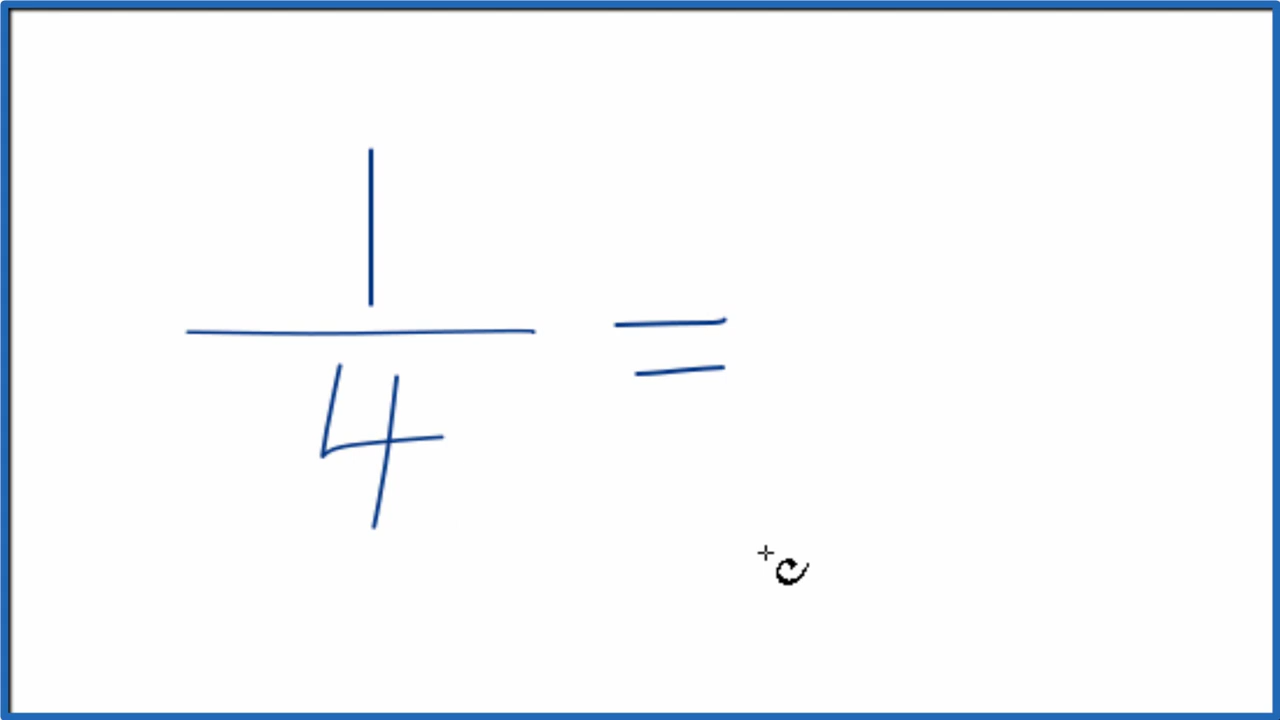 1/4 =